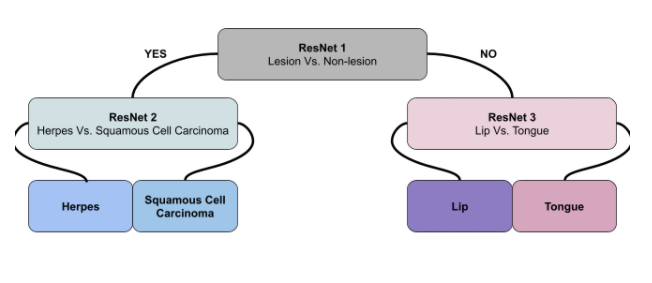 ResNet 1
Lesion Vs. Non-lesion
YES
NO
ResNet 2
Herpes Vs. Squamous Cell Carcinoma
ResNet 3
Lip Vs. Tongue
Herpes
Squamous Cell
Carcinoma
Lip
Tongue